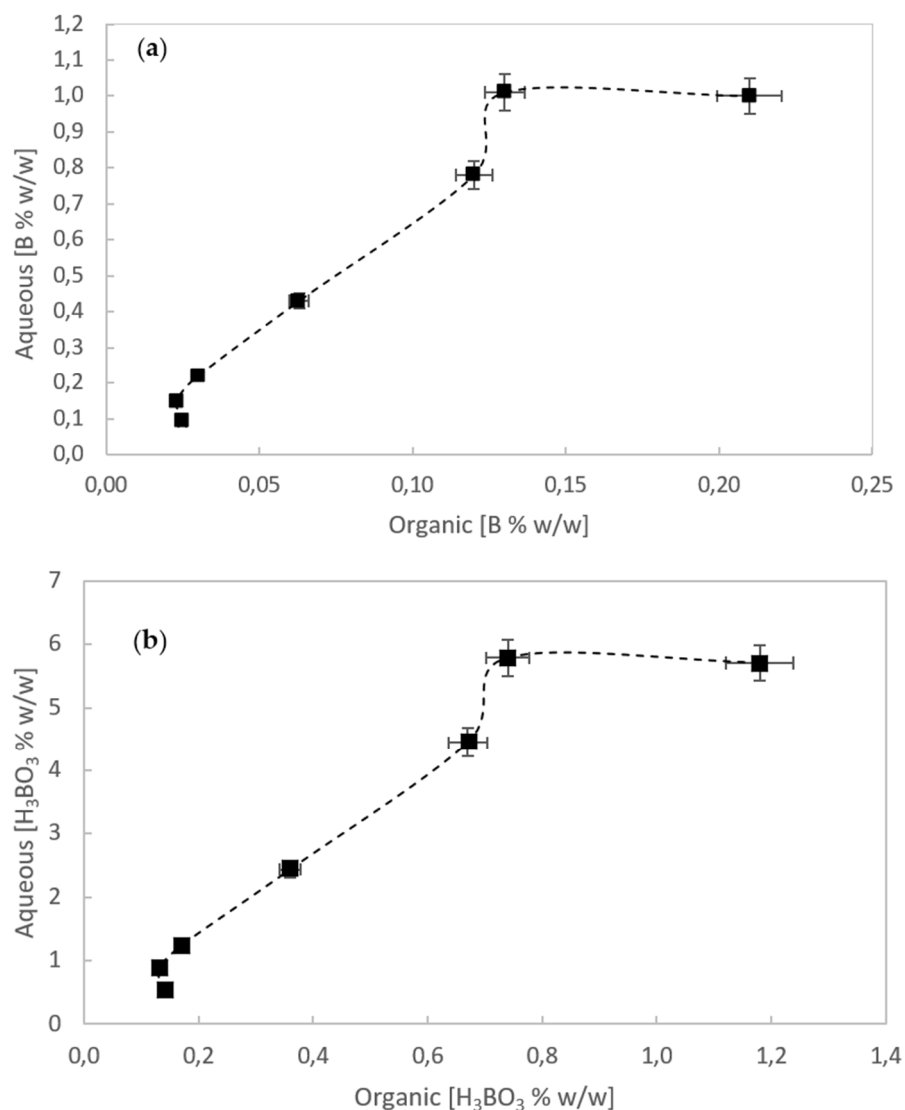 (a)
Aqueous [B % w/w]
1,2
1,1
1,0
0,9
0,8
0,7
0,6
0,5
0,4
0,3
0,2
0,1
0,0
0,00 0,05 0,10 0,15 0,20 0,25
Organic [B % w/w]
(b)
Aqueous [H₃BO₃ % w/w]
7
6
5
4
3
2
1
0
0,0 0,2 0,4 0,6 0,8 1,0 1,2 1,4
Organic [H₃BO₃ % w/w]